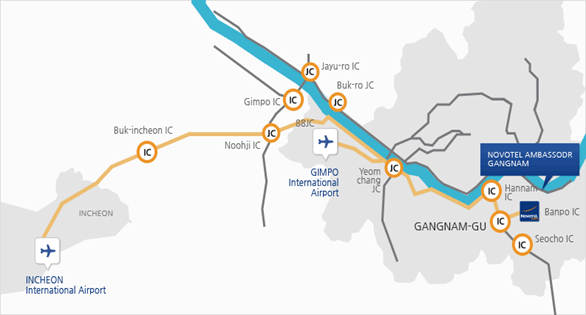 Jayu-ro IC
JC
Buk-ro JC
Gimpo IC
IC
JC
88JC
Buk-incheon IC
JC
Noohji IC
IC
NOVOTEL AMBASSODR
GANGNAM
GIMPO
International
Airport
Yeom
chang
JC
JC
IC
Hannam
IC
NOVOTEL
Banpo IC
INCHEON
GANGNAM-GU
IC
Seocho IC
IC
INCHEON
International Airport